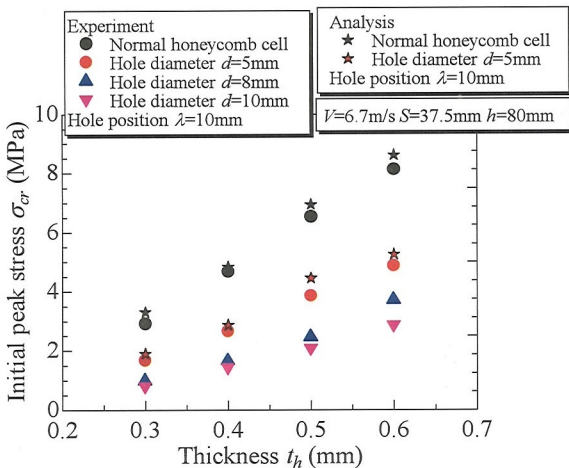 Experiment
Normal honeycomb cell
Hole diameter d=5mm
Hole diameter d=8mm
Hole diameter d=10mm
Hole position λ=10mm
Analysis
Normal honeycomb cell
Hole diameter d=5mm
Hole position λ=10mm
V=6.7m/s S=37.5mm h=80mm
Initial peak stress σcr (MPa)
10
8
6
4
2
0
0.2 0.3 0.4 0.5 0.6 0.7
Thickness th (mm)